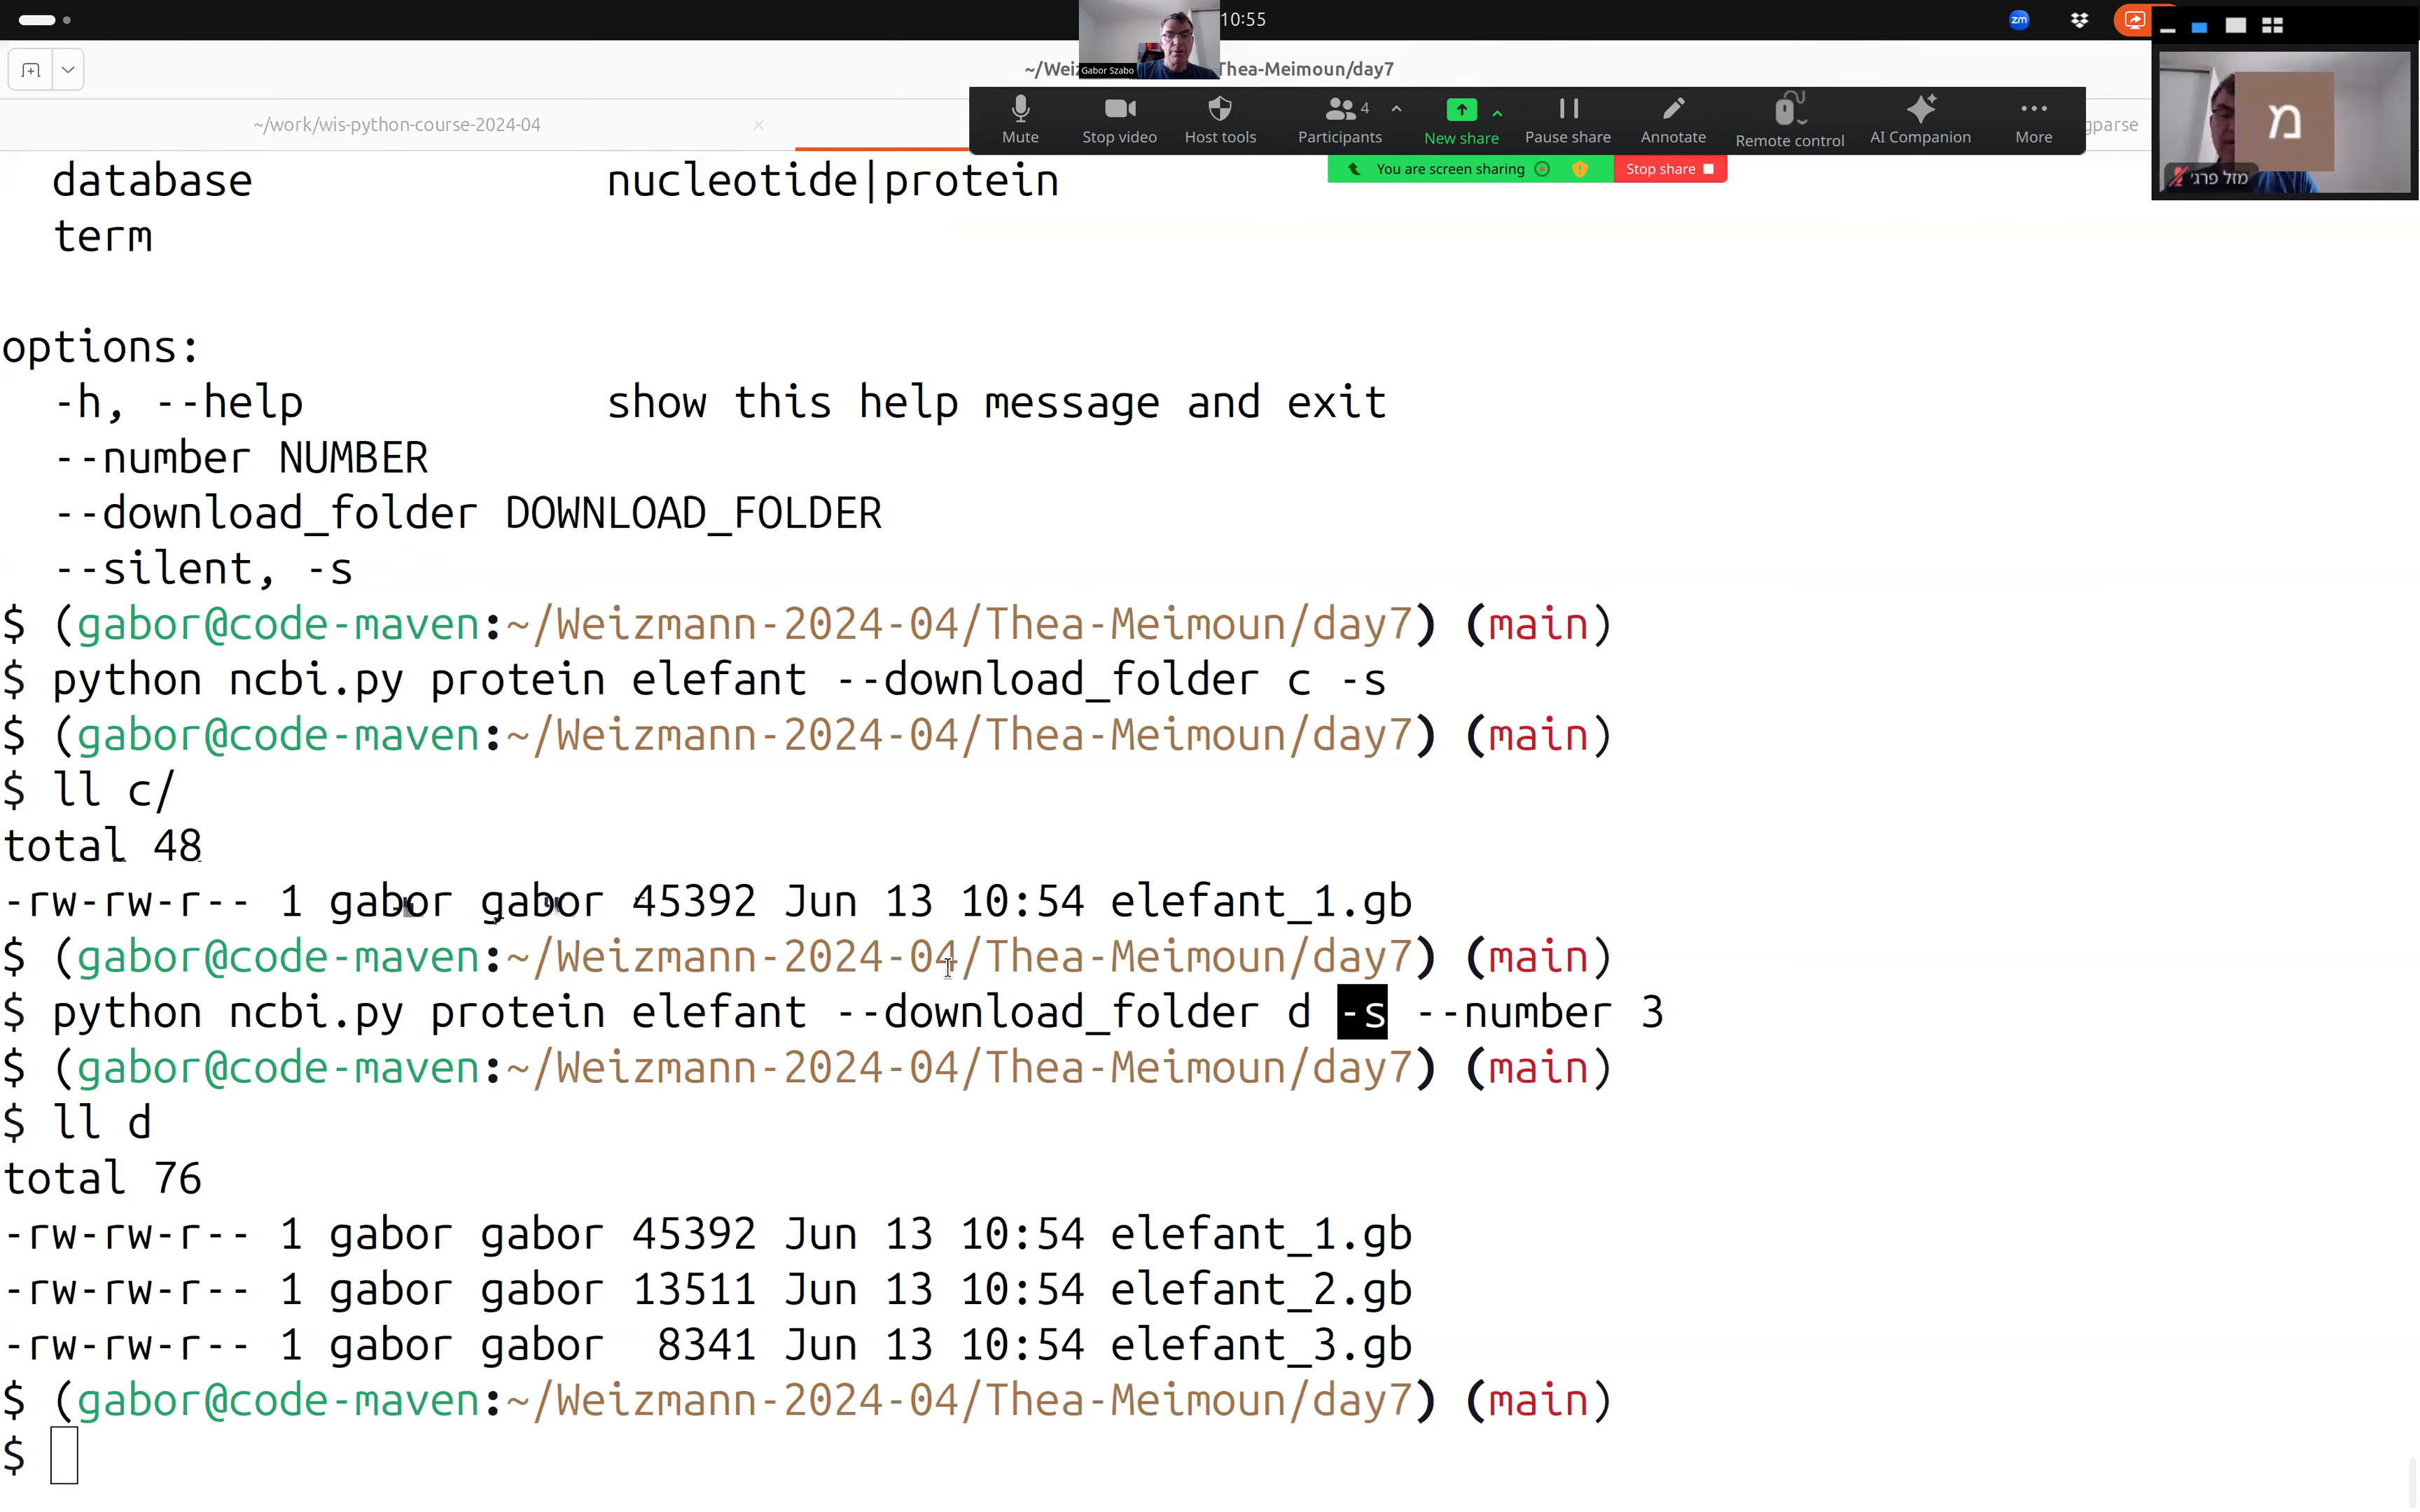 10:55
zm
Gabor Szabo
~/Wei Thea-Meimoun/day7
~/work/wis-python-course-2024-04
gparse
Mute
Stop video
Host tools
Participants 4
New share
Pause share
Annotate
Remote control
AI Companion
More
You are screen sharing
Stop share
מ
מזל פרג'י
database nucleotide|protein
term
options:
-h, --help show this help message and exit
--number NUMBER
--download_folder DOWNLOAD_FOLDER
--silent, -s
$ (gabor@code-maven:~/Weizmann-2024-04/Thea-Meimoun/day7) (main)
$ python ncbi.py protein elefant --download_folder c -s
$ (gabor@code-maven:~/Weizmann-2024-04/Thea-Meimoun/day7) (main)
$ ll c/
total 48
-rw-rw-r-- 1 gabor gabor 45392 Jun 13 10:54 elefant_1.gb
$ (gabor@code-maven:~/Weizmann-2024-04/Thea-Meimoun/day7) (main)
$ python ncbi.py protein elefant --download_folder d -s --number 3
$ (gabor@code-maven:~/Weizmann-2024-04/Thea-Meimoun/day7) (main)
$ ll d
total 76
-rw-rw-r-- 1 gabor gabor 45392 Jun 13 10:54 elefant_1.gb
-rw-rw-r-- 1 gabor gabor 13511 Jun 13 10:54 elefant_2.gb
-rw-rw-r-- 1 gabor gabor 8341 Jun 13 10:54 elefant_3.gb
$ (gabor@code-maven:~/Weizmann-2024-04/Thea-Meimoun/day7) (main)
$